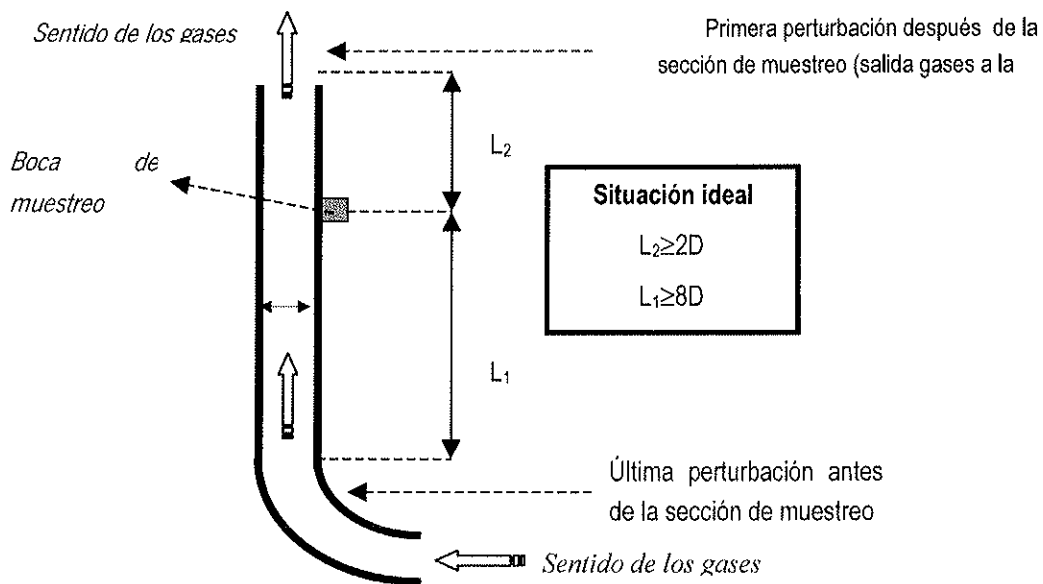 Sentido de los gases
Primera perturbación después de la
sección de muestreo (salida gases a la
L2
Boca de
muestreo
Situación ideal
L2≥2D
L1≥8D
L1
Última perturbación antes
de la sección de muestreo
Sentido de los gases